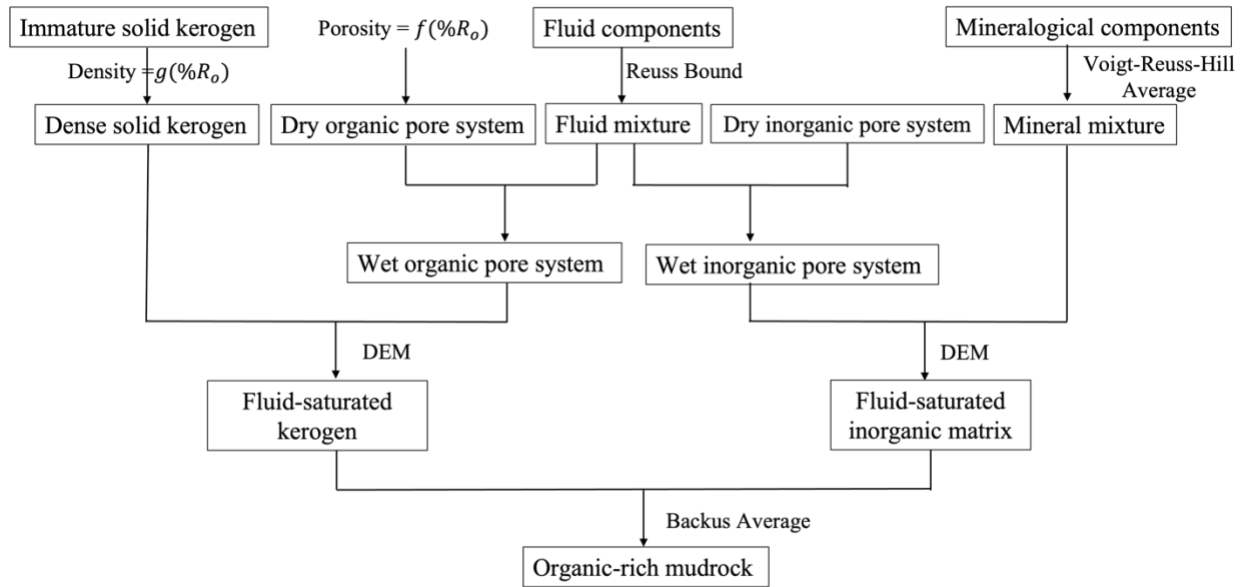 Immature solid kerogen
Porosity = f(%Rₒ)
Fluid components
Mineralogical components
Density =g(%Rₒ)
Reuss Bound
Voigt-Reuss-Hill
Average
Dense solid kerogen
Dry organic pore system
Fluid mixture
Dry inorganic pore system
Mineral mixture
Wet organic pore system
Wet inorganic pore system
DEM
DEM
Fluid-saturated
kerogen
Fluid-saturated
inorganic matrix
Backus Average
Organic-rich mudrock